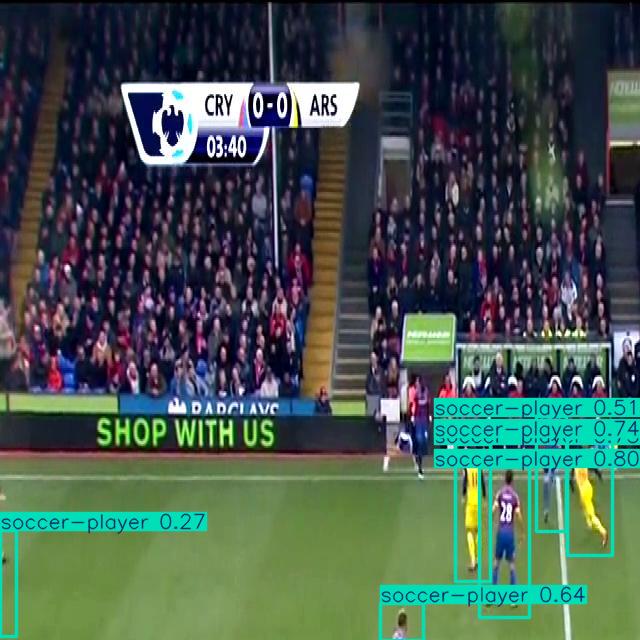 CRY 0-0 ARS
03:40
BARCLAYS
SHOP WITH US
soccer-player 0.51
soccer-player 0.74
soccer-player 0.80
28
soccer-player 0.27
soccer-player 0.64